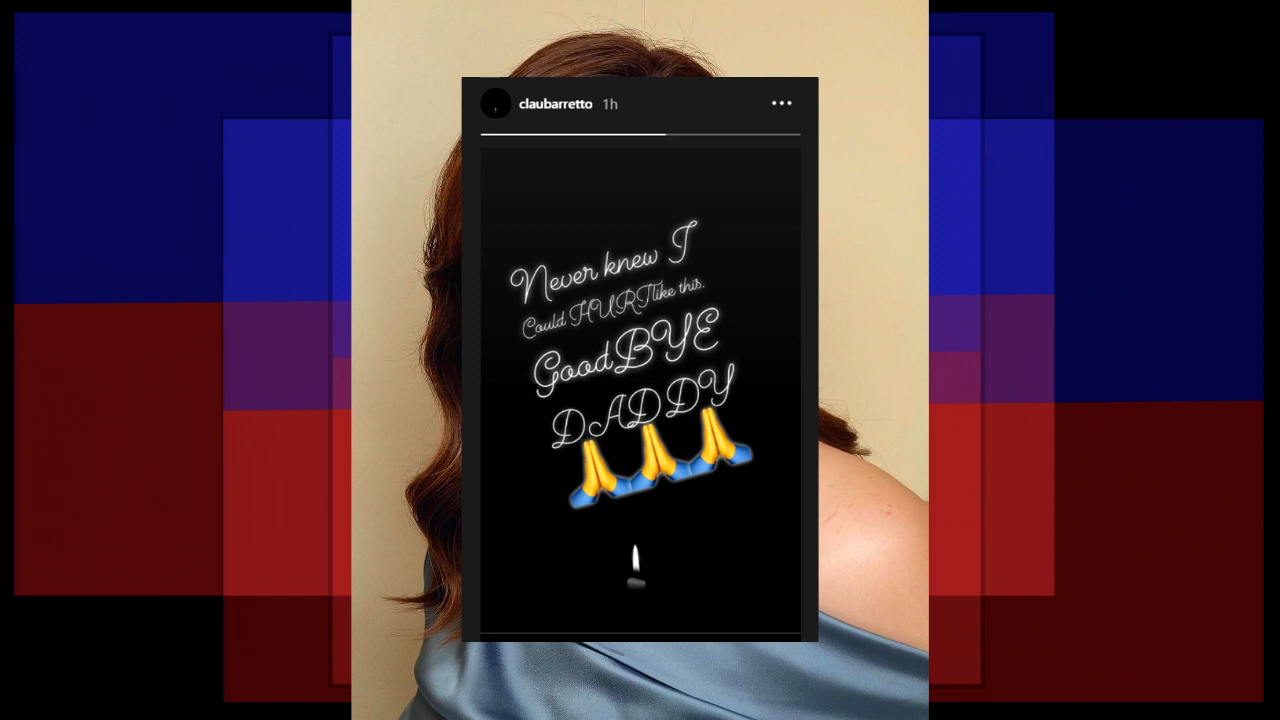 claubarretto 1h
Never knew I
Could HURT like this.
GoodBYE
DADDY